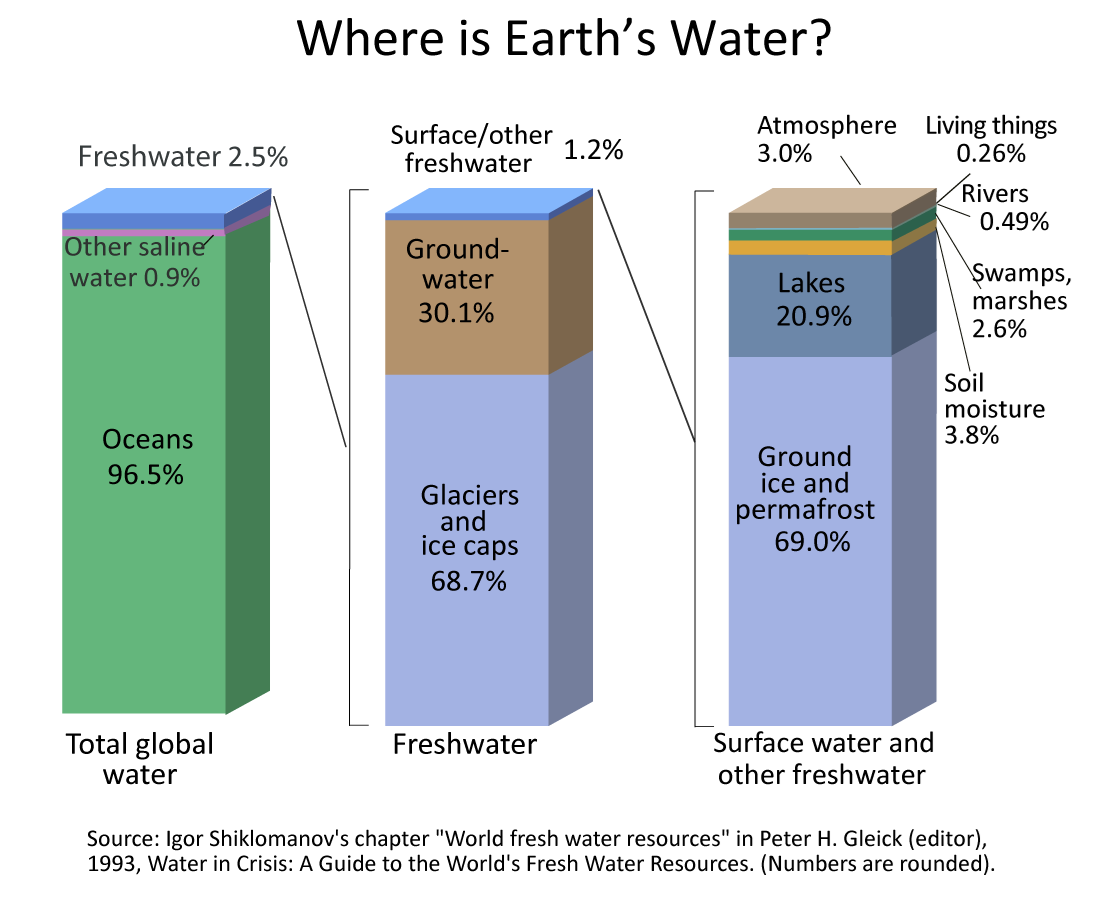 Where is Earth’s Water?
Freshwater 2.5%
Other saline
water 0.9%
Oceans
96.5%
Total global
water
Surface/other
freshwater
1.2%
Ground-
water
30.1%
Glaciers
and
ice caps
68.7%
Freshwater
Atmosphere
3.0%
Living things
0.26%
Rivers
0.49%
Swamps,
marshes
2.6%
Soil
moisture
3.8%
Lakes
20.9%
Ground
ice and
permafrost
69.0%
Surface water and
other freshwater
Source: Igor Shiklomanov's chapter "World fresh water resources" in Peter H. Gleick (editor),
1993, Water in Crisis: A Guide to the World's Fresh Water Resources. (Numbers are rounded).